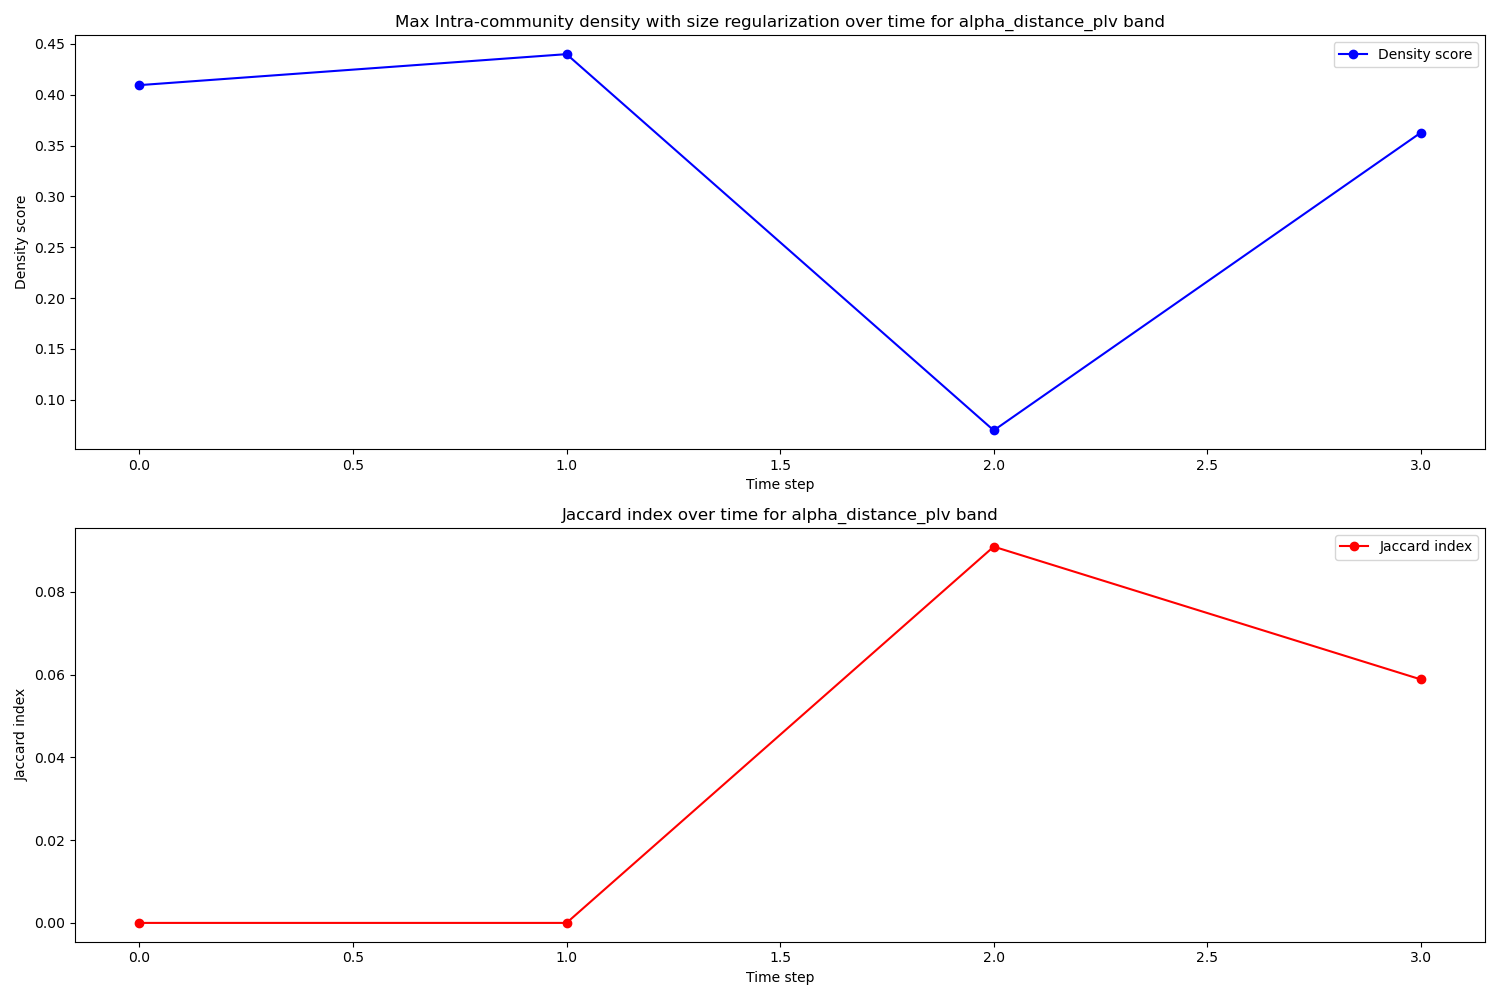 Max Intra-community density with size regularization over time for alpha_distance_plv band
Density score
0.45
0.40
0.35
0.30
0.25
0.20
0.15
0.10
Density score
0.0 0.5 1.0 1.5 2.0 2.5 3.0
Time step
Jaccard index over time for alpha_distance_plv band
Jaccard index
0.08
0.06
0.04
0.02
0.00
Jaccard index
0.0 0.5 1.0 1.5 2.0 2.5 3.0
Time step